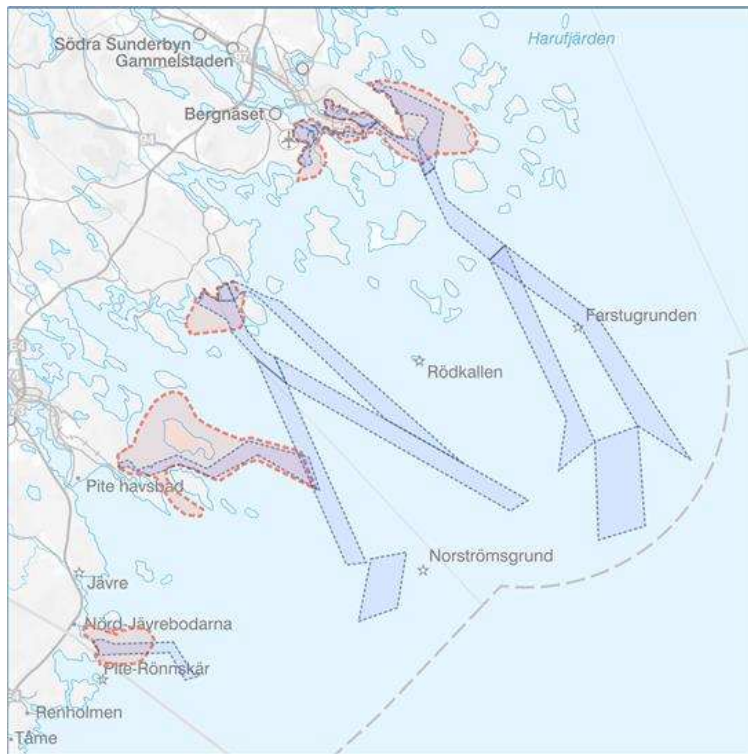 Harufjärden
Södra Sunderbyn
Gammelstaden
Bergnäset
Farstugrunden
Rödkallen
Pite havsbad
Norströmsgrund
Jävre
Nörd-Jävrebodarna
Pite-Rönnskär
Renholmen
Tåme